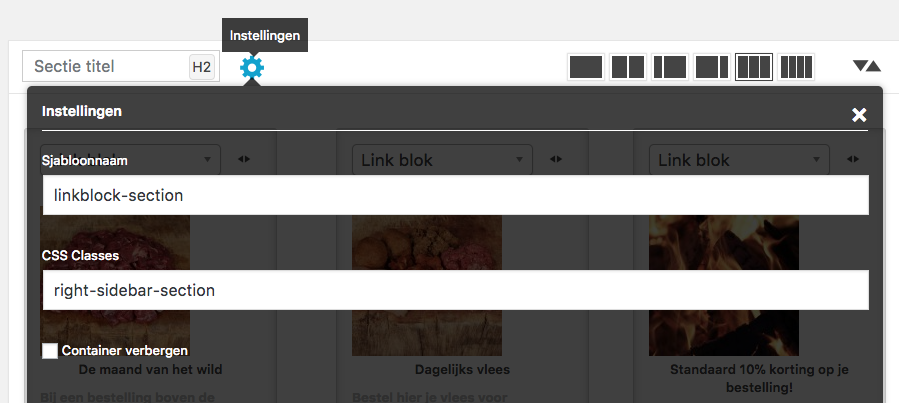 Instellingen
Sectie titel
H2
Instellingen
Link blok
Link blok
Sjabloonnaam
linkblock-section
CSS Classes
right-sidebar-section
Container verbergen
De maand van het wild
Dagelijks vlees
Standaard 10% korting op je
bestelling!
Bij een bestelling boven de
Bestel hier je vlees voor